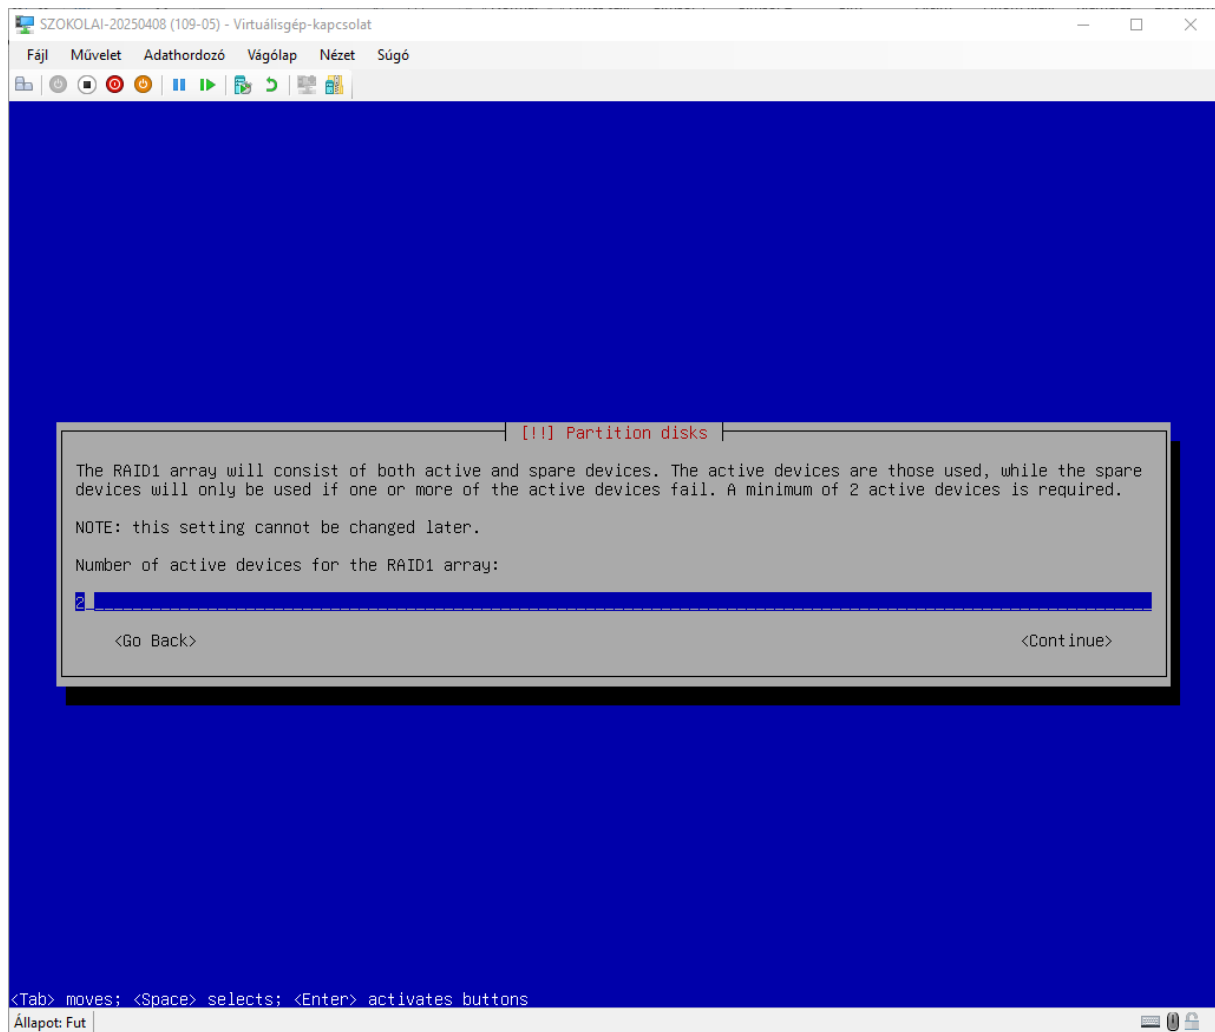 SZOKOLAI-20250408 (109-05) - Virtuálisgép-kapcsolat
Fájl Művelet Adathordozó Vágólap Nézet Súgó
[!!] Partition disks
The RAID1 array will consist of both active and spare devices. The active devices are those used, while the spare
devices will only be used if one or more of the active devices fail. A minimum of 2 active devices is required.
NOTE: this setting cannot be changed later.
Number of active devices for the RAID1 array:
2
<Go Back> <Continue>
<Tab> moves; <Space> selects; <Enter> activates buttons
Állapot: Fut